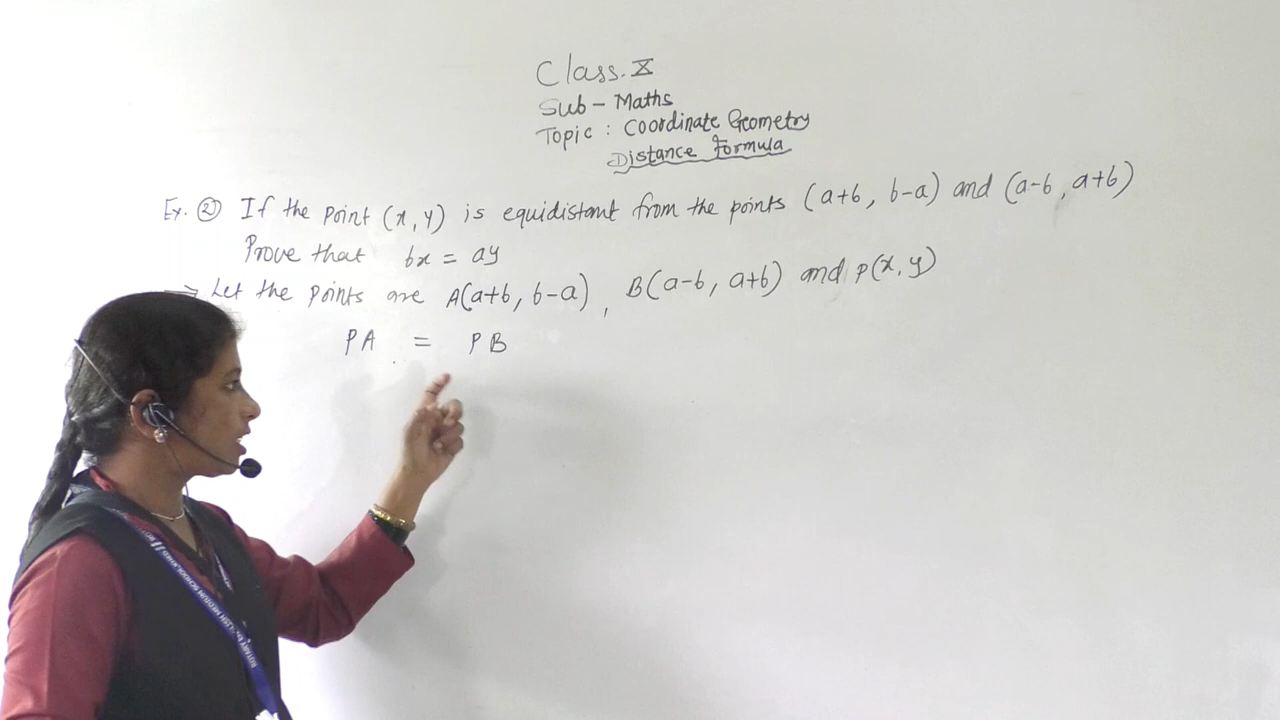 Class. X
Sub - Maths
Topic : Coordinate Geometry
Distance Formula
Ex. ② If the point (x, y) is equidistant from the points (a+b, b-a) and (a-b, a+b)
Prove that bx = ay
⇒ Let the points are A(a+b, b-a), B(a-b, a+b) and P(x, y)
PA = PB